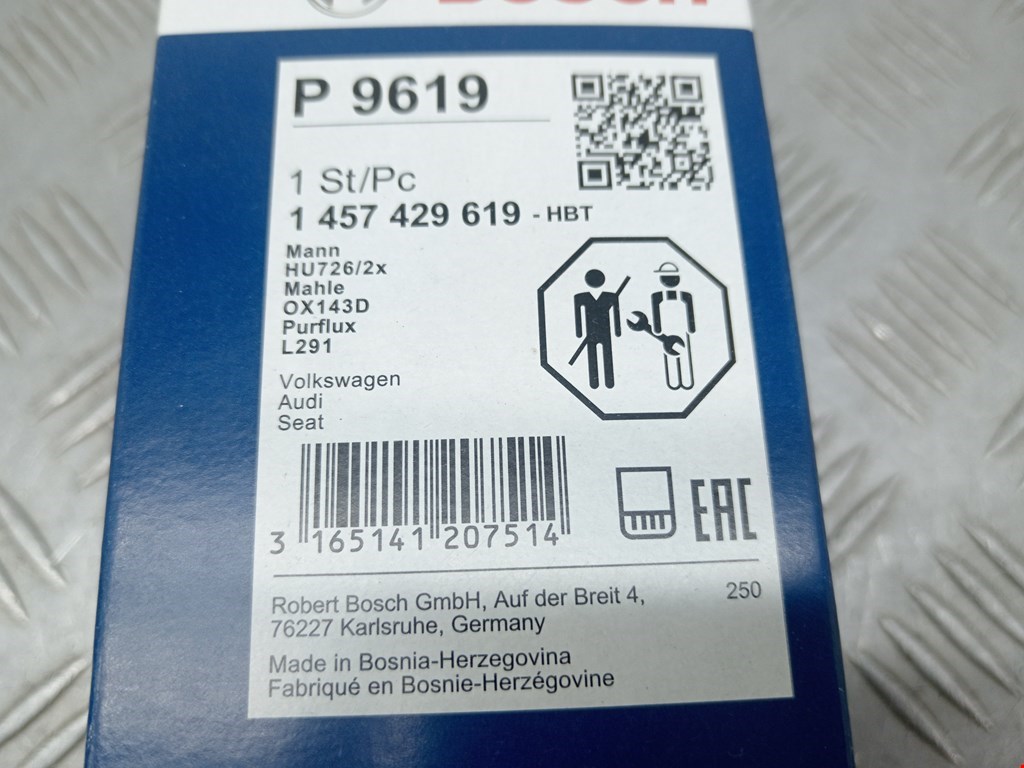 BOSCH
P 9619
1 St/Pc
1 457 429 619 - HBT
Mann
HU726/2x
Mahle
OX143D
Purflux
L291
Volkswagen
Audi
Seat
EAC
3 165141 207514
Robert Bosch GmbH, Auf der Breit 4, 250
76227 Karlsruhe, Germany
Made in Bosnia-Herzegovina
Fabriqué en Bosnie-Herzégovine